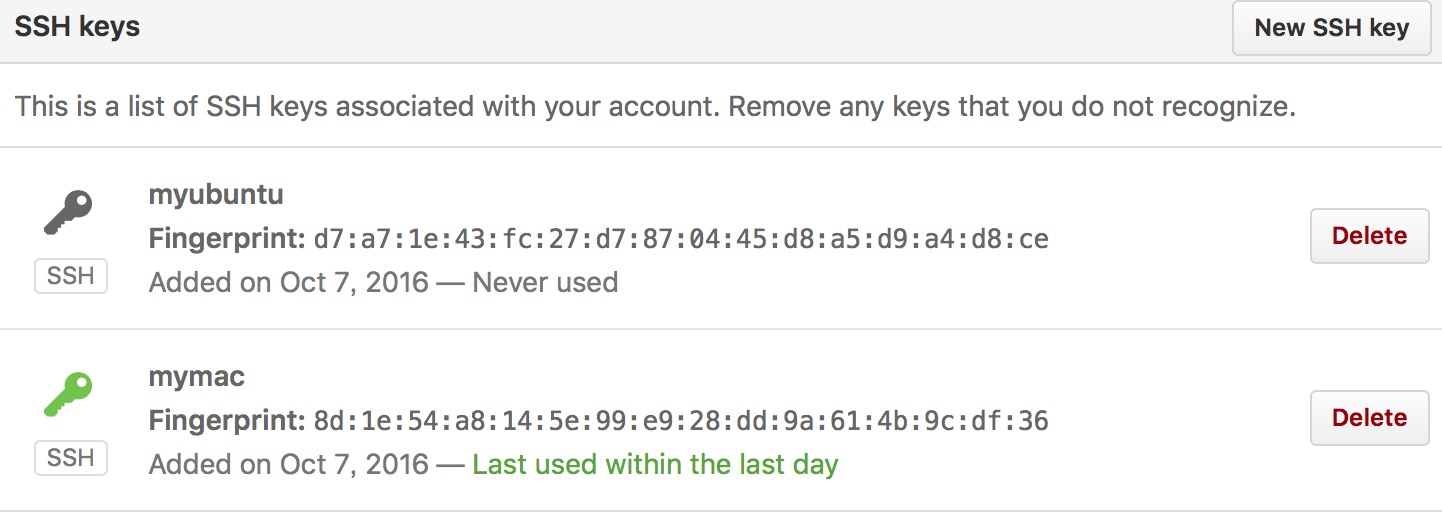 SSH keys
New SSH key
This is a list of SSH keys associated with your account. Remove any keys that you do not recognize.
myubuntu
Fingerprint: d7:a7:1e:43:fc:27:d7:87:04:45:d8:a5:d9:a4:d8:ce
Delete
SSH
Added on Oct 7, 2016 — Never used
mymac
Fingerprint: 8d:1e:54:a8:14:5e:99:e9:28:dd:9a:61:4b:9c:df:36
Delete
SSH
Added on Oct 7, 2016 — Last used within the last day